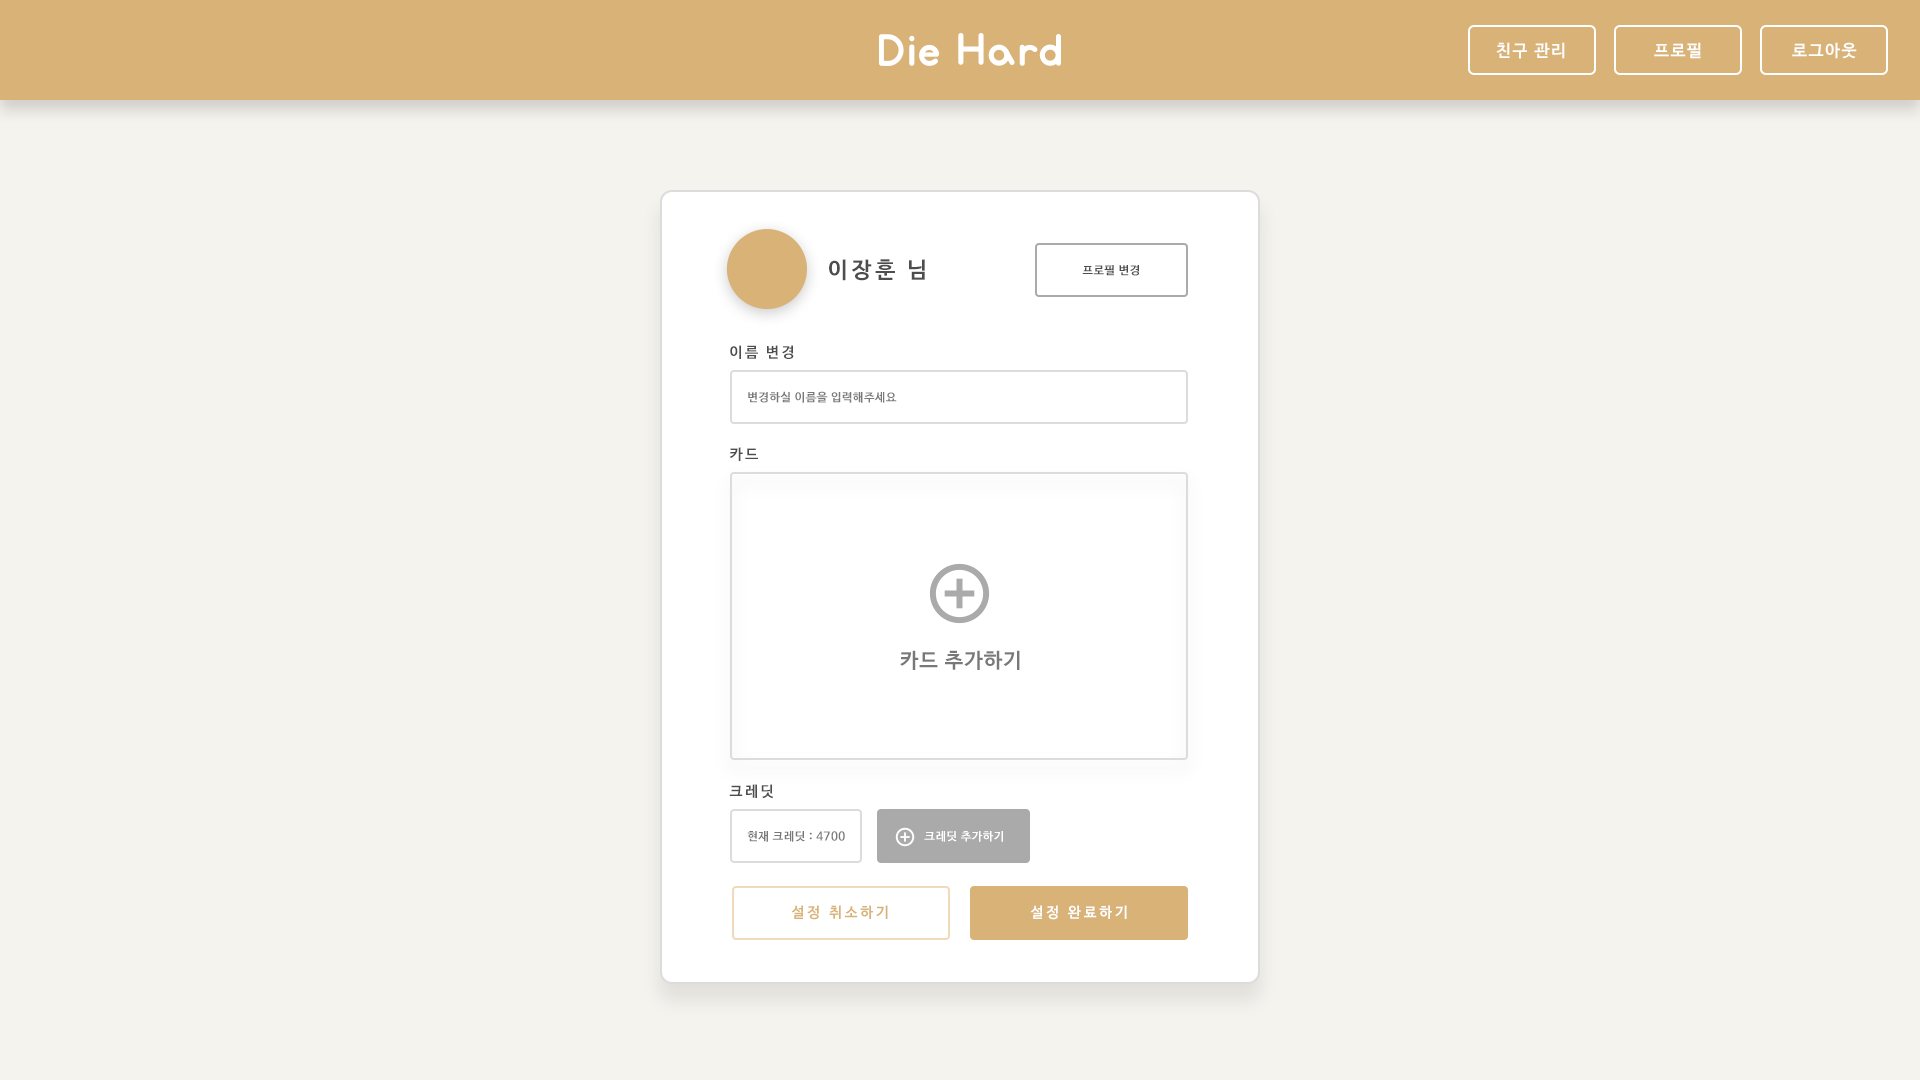 Die Hard
친구 관리
프로필
로그아웃
이장훈 님
프로필 변경
이름 변경
변경하실 이름을 입력해주세요
카드
카드 추가하기
크레딧
현재 크레딧 : 4700
크레딧 추가하기
설정 취소하기
설정 완료하기